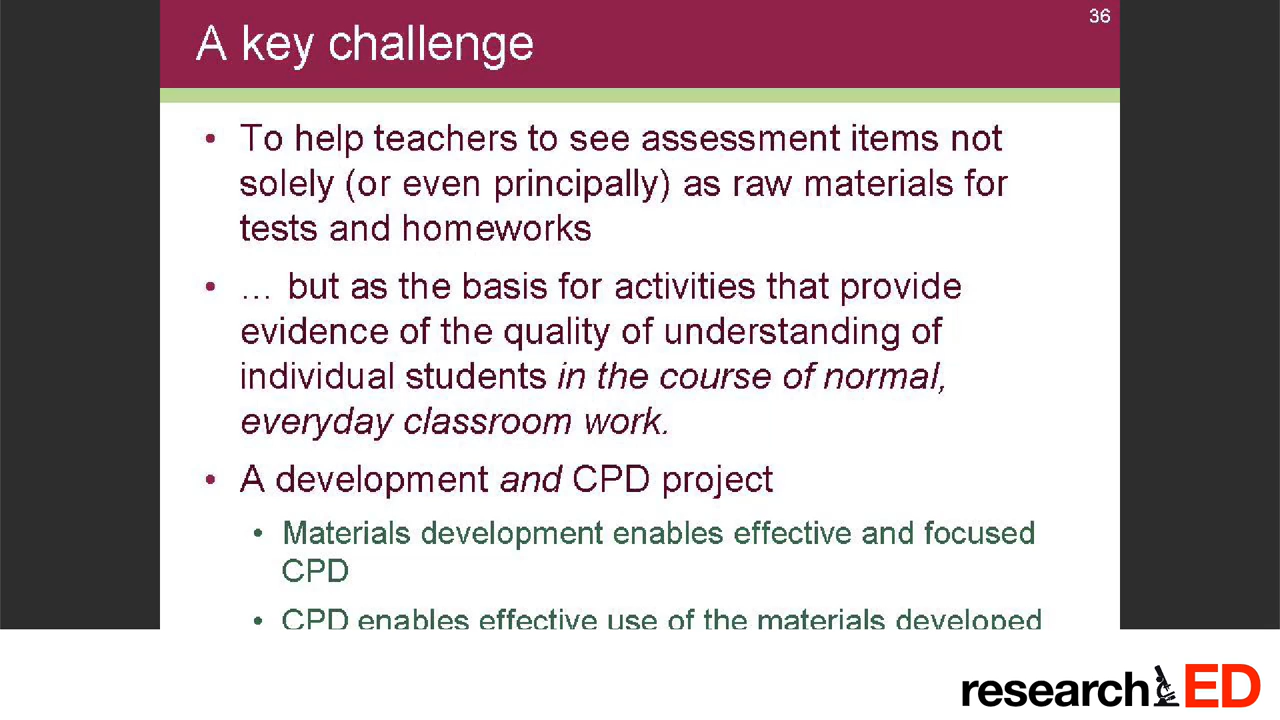 36
A key challenge
• To help teachers to see assessment items not
solely (or even principally) as raw materials for
tests and homeworks
• … but as the basis for activities that provide
evidence of the quality of understanding of
individual students in the course of normal,
everyday classroom work.
• A development and CPD project
• Materials development enables effective and focused
CPD
• CPD enables effective use of the materials developed
researchED